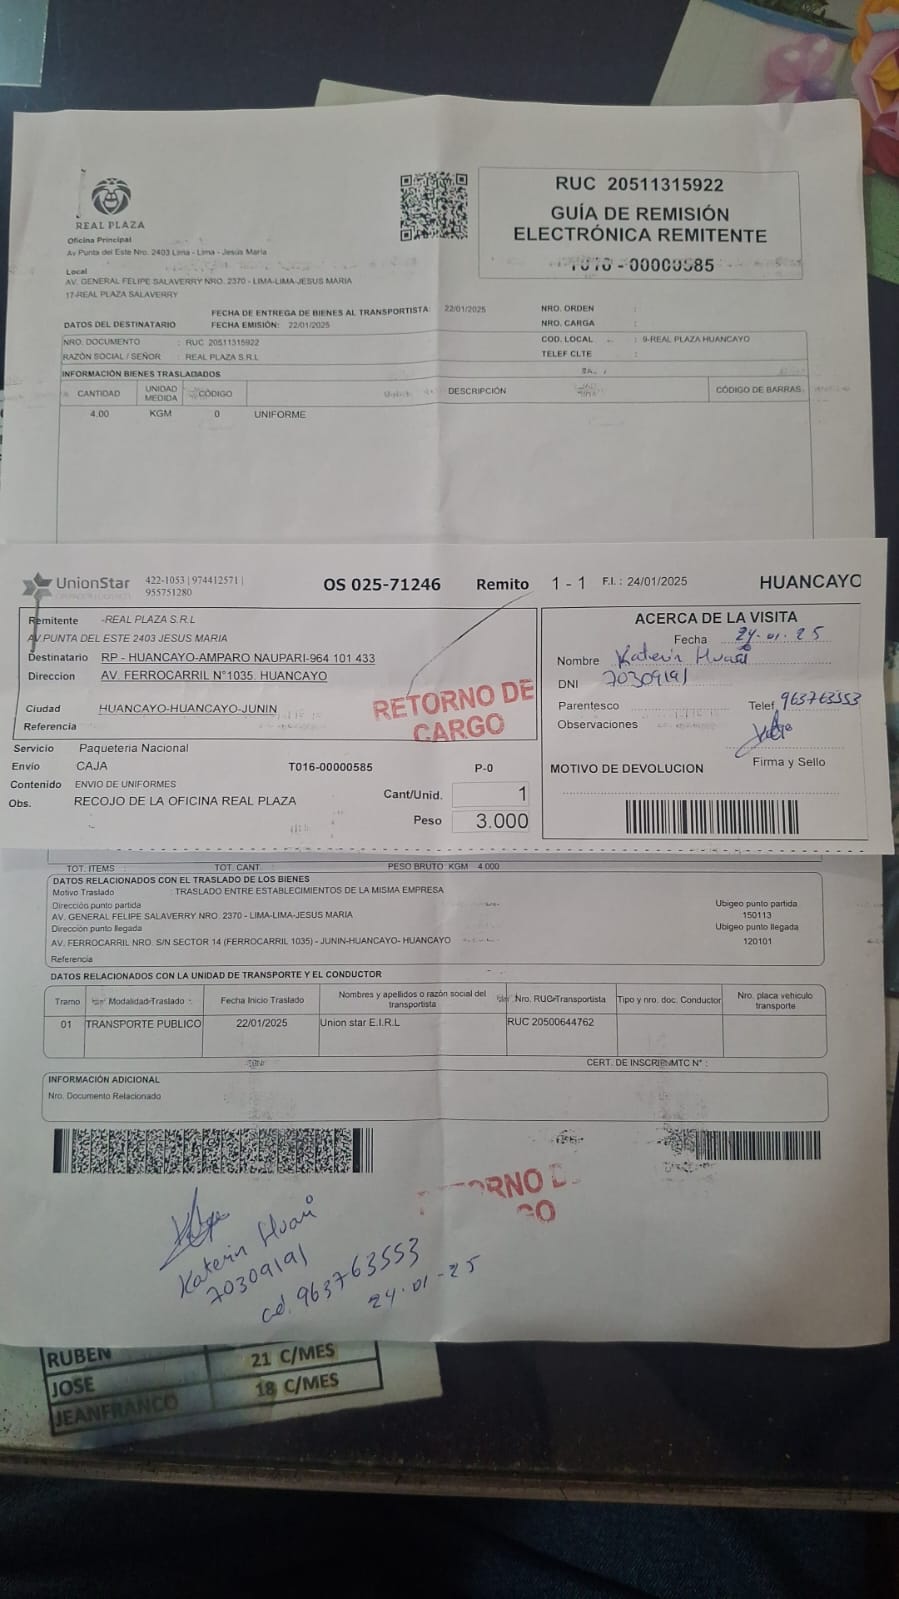 REAL PLAZA
Oficina Principal
Av Punta del Este Nro. 2403 Lima - Lima - Jesús Maria
Local
AV. GENERAL FELIPE SALAVERRY NRO. 2370 - LIMA-LIMA-JESUS MARIA
17-REAL PLAZA SALAVERRY
RUC 20511315922
GUÍA DE REMISIÓN
ELECTRÓNICA REMITENTE
T016 - 00000585
FECHA DE ENTREGA DE BIENES AL TRANSPORTISTA: 22/01/2025
NRO. ORDEN :
DATOS DEL DESTINATARIO FECHA EMISIÓN: 22/01/2025
NRO. CARGA :
NRO. DOCUMENTO : RUC 20511315922
COD. LOCAL : 9-REAL PLAZA HUANCAYO
RAZÓN SOCIAL / SEÑOR : REAL PLAZA S.R.L
TELEF CLTE :
INFORMACIÓN BIENES TRASLADADOS
CANTIDAD UNIDAD MEDIDA CÓDIGO DESCRIPCIÓN CÓDIGO DE BARRAS
4.00 KGM 0 UNIFORME
UnionStar 422-1053 | 974412571 |
955751280
OS 025-71246 Remito 1 - 1 F.I. : 24/01/2025 HUANCAYO
Remitente -REAL PLAZA S.R.L
AV.PUNTA DEL ESTE 2403 JESUS MARIA
Destinatario RP - HUANCAYO-AMPARO NAUPARI-964 101 433
Direccion AV. FERROCARRIL N°1035. HUANCAYO
Ciudad HUANCAYO-HUANCAYO-JUNIN
Referencia
RETORNO DE
CARGO
Servicio Paqueteria Nacional
Envio CAJA T016-00000585 P-0
Contenido ENVIO DE UNIFORMES
Cant/Unid. 1
Obs. RECOJO DE LA OFICINA REAL PLAZA
Peso 3.000
ACERCA DE LA VISITA
Fecha 24-01-25
Nombre Katerin
DNI 70309191
Parentesco Telef. 963763553
Observaciones
Firma y Sello
MOTIVO DE DEVOLUCION
TOT. ITEMS TOT. CANT. PESO BRUTO: KGM 4.000
DATOS RELACIONADOS CON EL TRASLADO DE LOS BIENES
Motivo Traslado : TRASLADO ENTRE ESTABLECIMIENTOS DE LA MISMA EMPRESA
Dirección punto partida Ubigeo punto partida
AV. GENERAL FELIPE SALAVERRY NRO. 2370 - LIMA-LIMA-JESUS MARIA 150113
Dirección punto llegada Ubigeo punto llegada
AV. FERROCARRIL NRO. S/N SECTOR 14 (FERROCARRIL 1035) - JUNIN-HUANCAYO- HUANCAYO 120101
Referencia
DATOS RELACIONADOS CON LA UNIDAD DE TRANSPORTE Y EL CONDUCTOR
Tramo Modalidad Traslado Fecha Inicio Traslado Nombres y apellidos o razón social del transportista Nro. RUC Transportista Tipo y nro. doc. Conductor Nro. placa vehiculo transporte
01 TRANSPORTE PUBLICO 22/01/2025 Union star E.I.R.L RUC 20500644762
CERT. DE INSCRIP. MTC N° :
INFORMACIÓN ADICIONAL
Nro. Documento Relacionado
Katerin
70309191
cel. 963763553
24-01-25
RUBEN 21 C/MES
JOSE 18 C/MES
JEANFRANCO